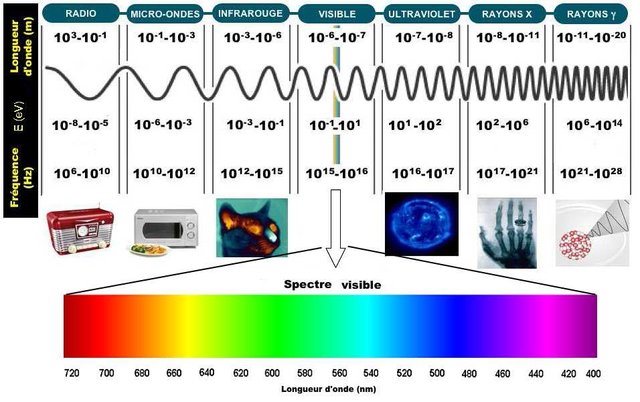 RADIO MICRO-ONDES INFRAROUGE VISIBLE ULTRAVIOLET RAYONS X RAYONS γ
Longueur d'onde (m)
10³-10⁻¹ 10⁻¹-10⁻³ 10⁻³-10⁻⁶ 10⁻⁶-10⁻⁷ 10⁻⁷-10⁻⁸ 10⁻⁸-10⁻¹¹ 10⁻¹¹-10⁻²⁰
E (eV)
10⁻⁸-10⁻⁵ 10⁻⁶-10⁻³ 10⁻³-10⁻¹ 10⁻¹-10¹ 10¹-10² 10²-10⁶ 10⁶-10¹⁴
Fréquence (Hz)
10⁶-10¹⁰ 10¹⁰-10¹² 10¹²-10¹⁵ 10¹⁵-10¹⁶ 10¹⁶-10¹⁷ 10¹⁷-10²¹ 10²¹-10²⁸
Spectre visible
720 700 680 660 640 620 600 580 560 540 520 500 480 460 440 420 400
Longueur d'onde (nm)